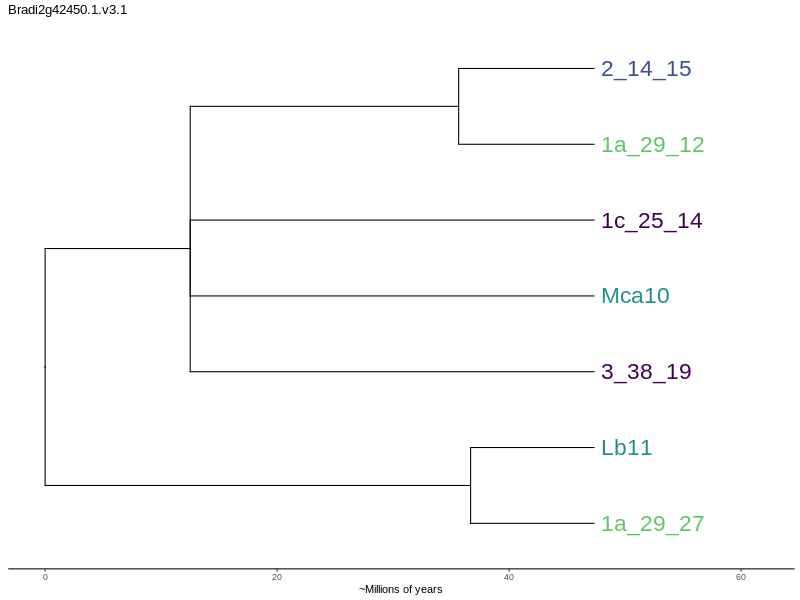 Bradi2g42450.1.v3.1
2_14_15
1a_29_12
1c_25_14
Mca10
3_38_19
Lb11
1a_29_27
0 20 40 60
~Millions of years